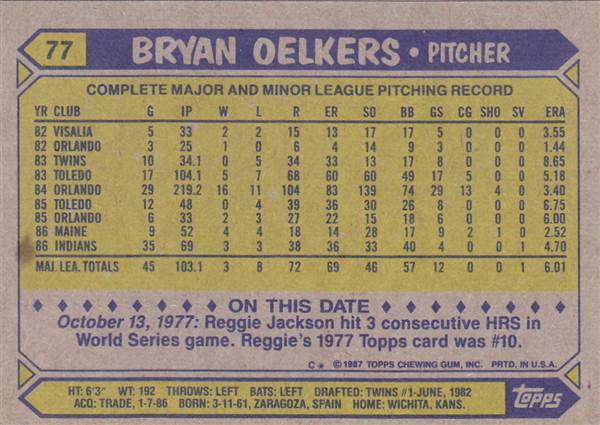 77 BRYAN OELKERS • PITCHER
COMPLETE MAJOR AND MINOR LEAGUE PITCHING RECORD
YR CLUB G IP W L R ER SO BB GS CG SHO SV ERA
82 VISALIA 5 33 2 2 15 13 17 17 5 0 0 0 3.55
82 ORLANDO 3 25 1 0 6 4 14 9 3 0 0 0 1.44
83 TWINS 10 34.1 0 5 34 33 13 17 8 0 0 0 8.65
83 TOLEDO 17 104.1 5 7 68 60 60 49 17 5 0 0 5.18
84 ORLANDO 29 219.2 16 11 104 83 139 74 29 13 4 0 3.40
85 TOLEDO 12 48 0 4 39 36 30 26 8 0 0 0 6.75
85 ORLANDO 6 33 2 3 27 22 15 18 6 0 0 0 6.00
86 MAINE 9 52 4 4 18 14 28 17 9 2 1 0 2.52
86 INDIANS 35 69 3 3 38 36 33 40 4 0 0 1 4.70
MAJ. LEA. TOTALS 45 103.1 3 8 72 69 46 57 12 0 0 1 6.01
ON THIS DATE
October 13, 1977: Reggie Jackson hit 3 consecutive HRS in
World Series game. Reggie's 1977 Topps card was #10.
C* ©1987 TOPPS CHEWING GUM, INC. PRTD. IN U.S.A.
HT: 6'3" WT: 192 THROWS: LEFT BATS: LEFT DRAFTED: TWINS #1-JUNE, 1982
ACQ: TRADE, 1-7-86 BORN: 3-11-61, ZARAGOZA, SPAIN HOME: WICHITA, KANS.
TOPPS